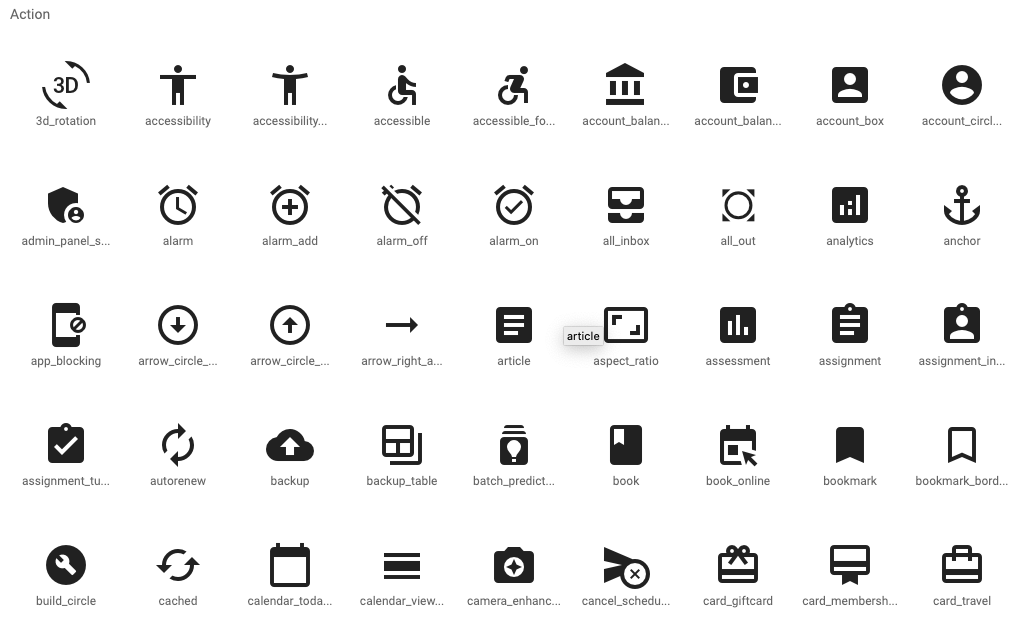 Action
3D
3d_rotation accessibility accessibility... accessible accessible_fo... account_balan... account_balan... account_box account_circl...
admin_panel_s... alarm alarm_add alarm_off alarm_on all_inbox all_out analytics anchor
article
app_blocking arrow_circle_... arrow_circle_... arrow_right_a... article aspect_ratio assessment assignment assignment_in...
assignment_tu... autorenew backup backup_table batch_predict... book book_online bookmark bookmark_bord...
build_circle cached calendar_toda... calendar_view... camera_enhanc... cancel_schedu... card_giftcard card_membersh... card_travel